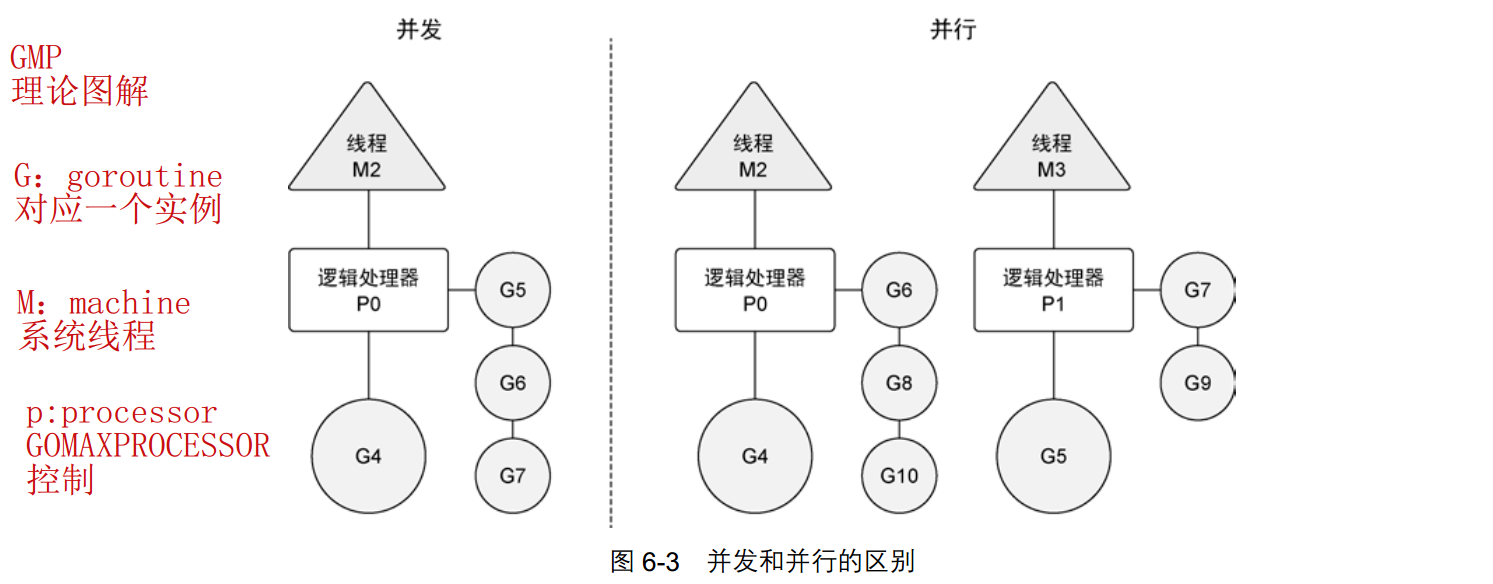 GMP
理论图解
G: goroutine
对应一个实例
M: machine
系统线程
p:processor
GOMAXPROCESSOR
控制
并发
线程
M2
逻辑处理器
P0
G5
G6
G7
G4
并行
线程
M2
逻辑处理器
P0
G6
G8
G10
G4
线程
M3
逻辑处理器
P1
G7
G9
G5
图 6-3 并发和并行的区别